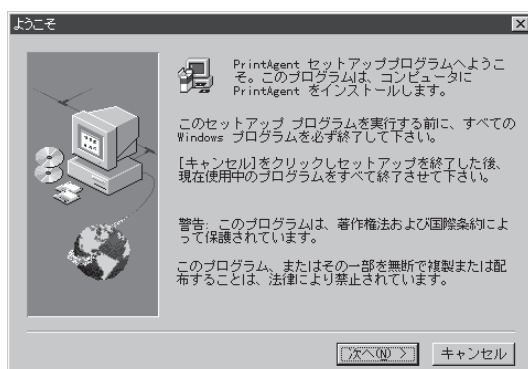 ようこそ
PrintAgent セットアッププログラムへようこ
そ。このプログラムは、コンピュータに
PrintAgent をインストールします。
このセットアップ プログラムを実行する前に、すべての
Windows プログラムを必ず終了して下さい。
[キャンセル]をクリックしセットアップを終了した後、
現在使用中のプログラムをすべて終了させて下さい。
警告: このプログラムは、著作権法および国際条約によ
って保護されています。
このプログラム、またはその一部を無断で複製または配
布することは、法律により禁止されています。
次へ(N) >
キャンセル